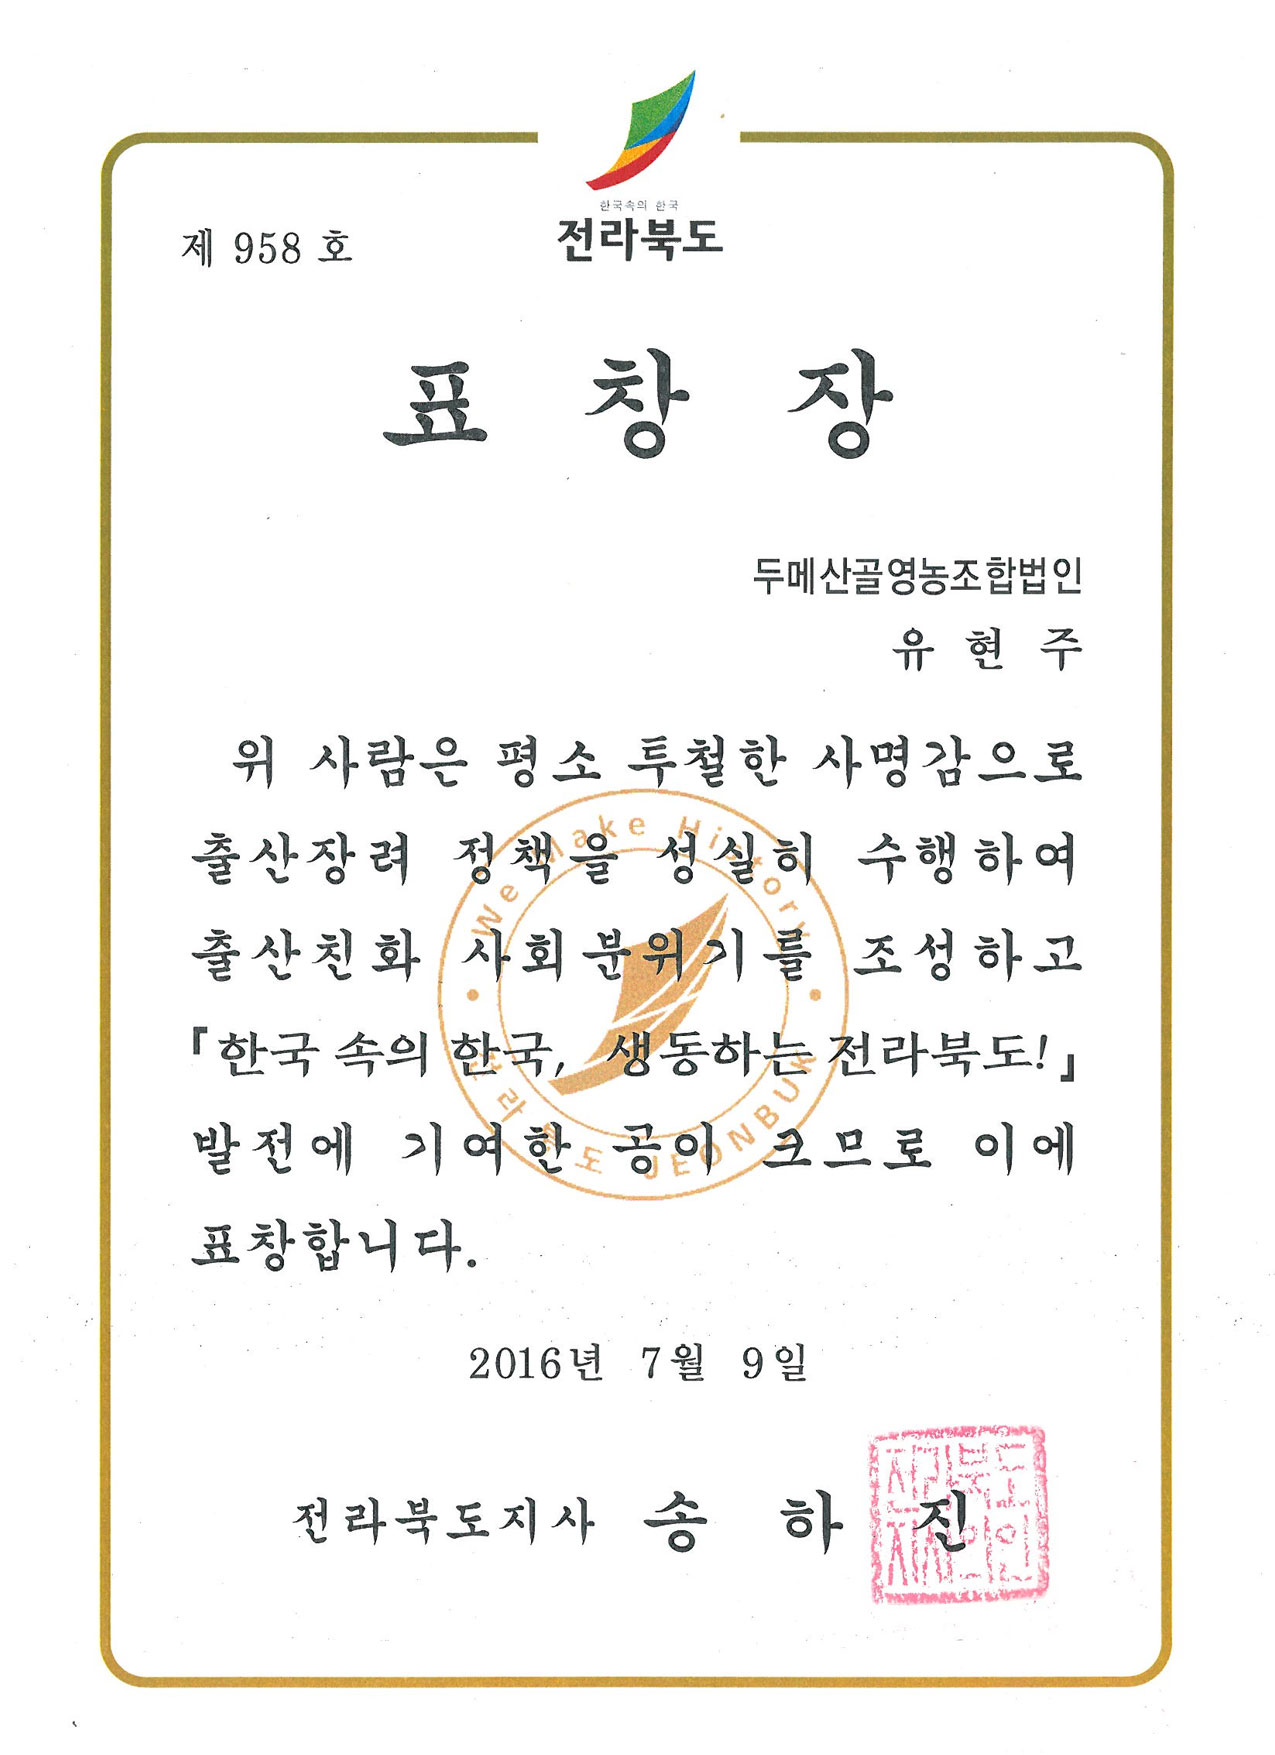 한국속의 한국
전라북도
제 958 호
표 창 장
두메산골영농조합법인
유 현 주
위 사람은 평소 투철한 사명감으로
출산장려 정책을 성실히 수행하여
출산친화 사회분위기를 조성하고
「한국 속의 한국, 생동하는 전라북도!」
발전에 기여한 공이 크므로 이에
표창합니다.
We Make History
전라북도 JEONBUK
2016년 7월 9일
전라북도지사 송 하 진
전라북도
지사의인